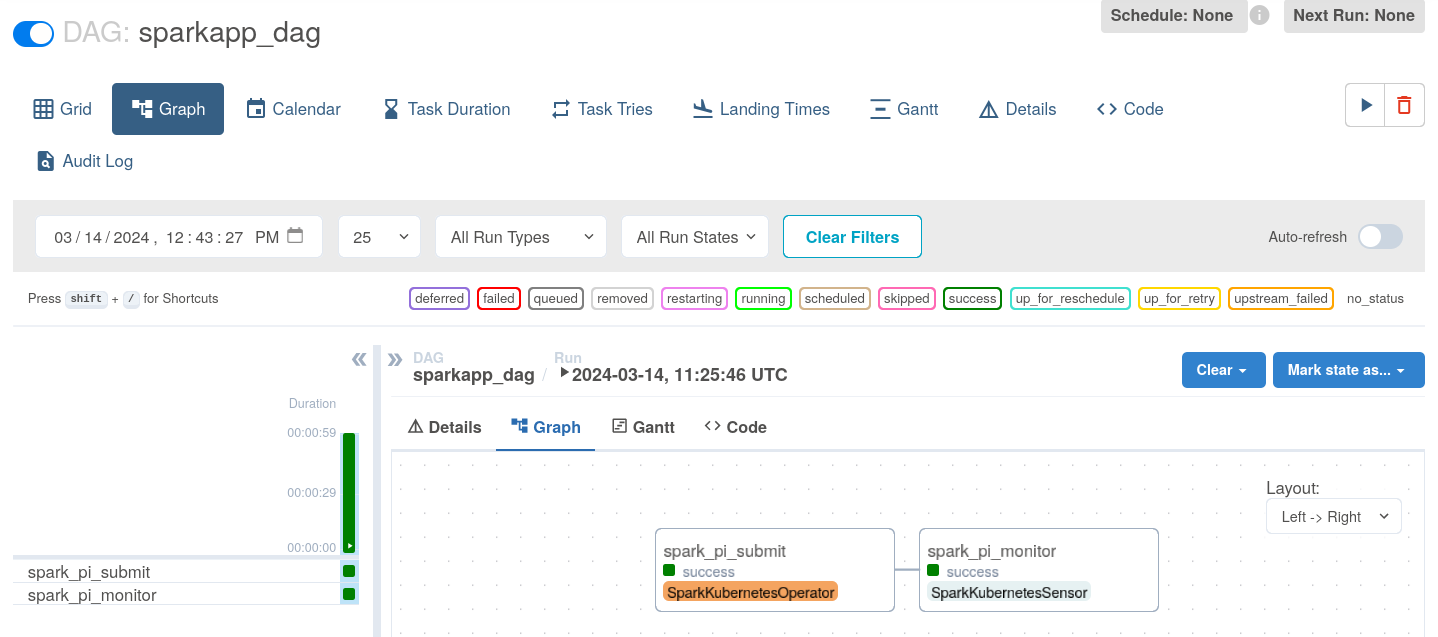 DAG: sparkapp_dag
Schedule: None
Next Run: None
Grid
Graph
Calendar
Task Duration
Task Tries
Landing Times
Gantt
Details
Code
Audit Log
03 / 14 / 2024 , 12 : 43 : 27 PM
25
All Run Types
All Run States
Clear Filters
Auto-refresh
Press shift + / for Shortcuts
deferred
failed
queued
removed
restarting
running
scheduled
skipped
success
up_for_reschedule
up_for_retry
upstream_failed
no_status
DAG
sparkapp_dag
/
Run
2024-03-14, 11:25:46 UTC
Clear
Mark state as...
Duration
00:00:59
00:00:29
00:00:00
spark_pi_submit
spark_pi_monitor
Details
Graph
Gantt
Code
Layout:
Left -> Right
spark_pi_submit
success
SparkKubernetesOperator
spark_pi_monitor
success
SparkKubernetesSensor